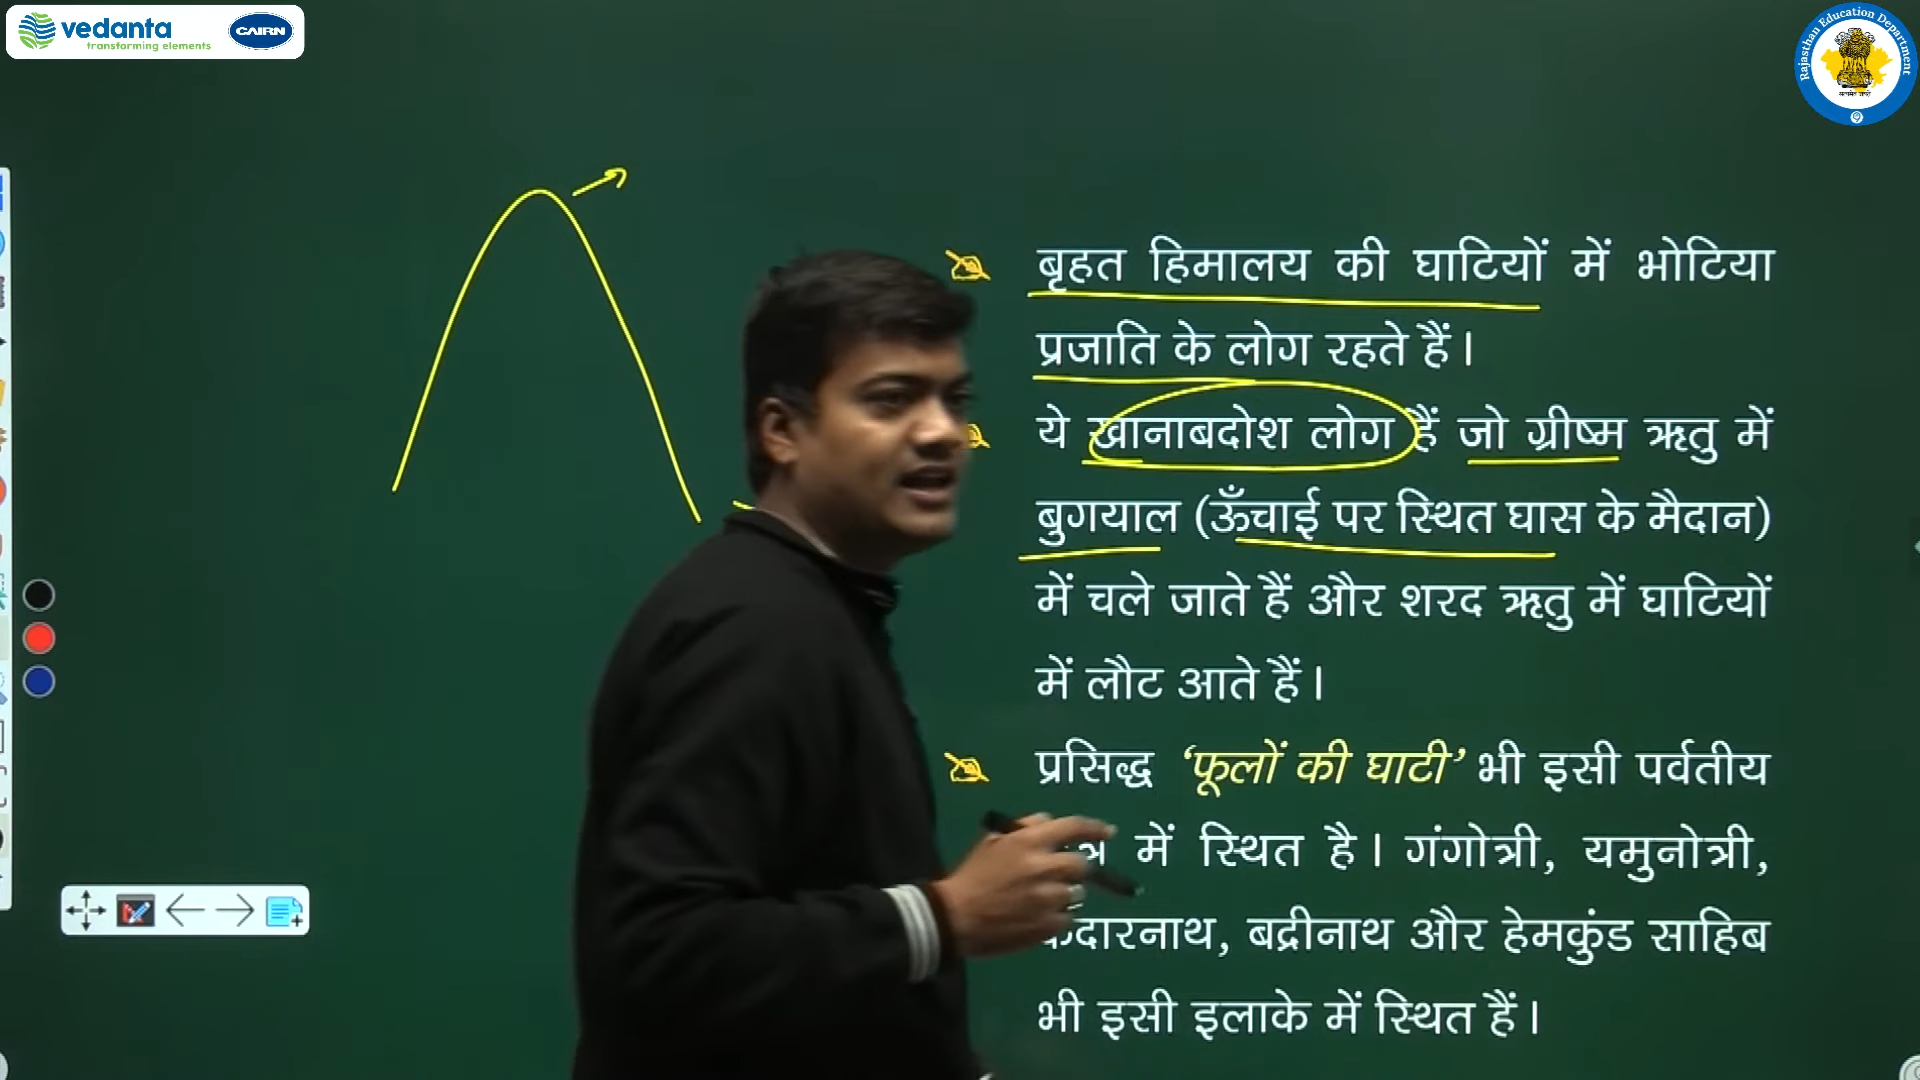 vedanta
transforming elements
CAIRN
Rajasthan Education Department
बृहत हिमालय की घाटियों में भोटिया
प्रजाति के लोग रहते हैं ।
ये खानाबदोश लोग हैं जो ग्रीष्म ऋतु में
बुगयाल (ऊँचाई पर स्थित घास के मैदान)
में चले जाते हैं और शरद ऋतु में घाटियों
में लौट आते हैं ।
प्रसिद्ध ‘फूलों की घाटी’ भी इसी पर्वतीय
में स्थित है । गंगोत्री, यमुनोत्री,
केदारनाथ, बद्रीनाथ और हेमकुंड साहिब
भी इसी इलाके में स्थित हैं ।